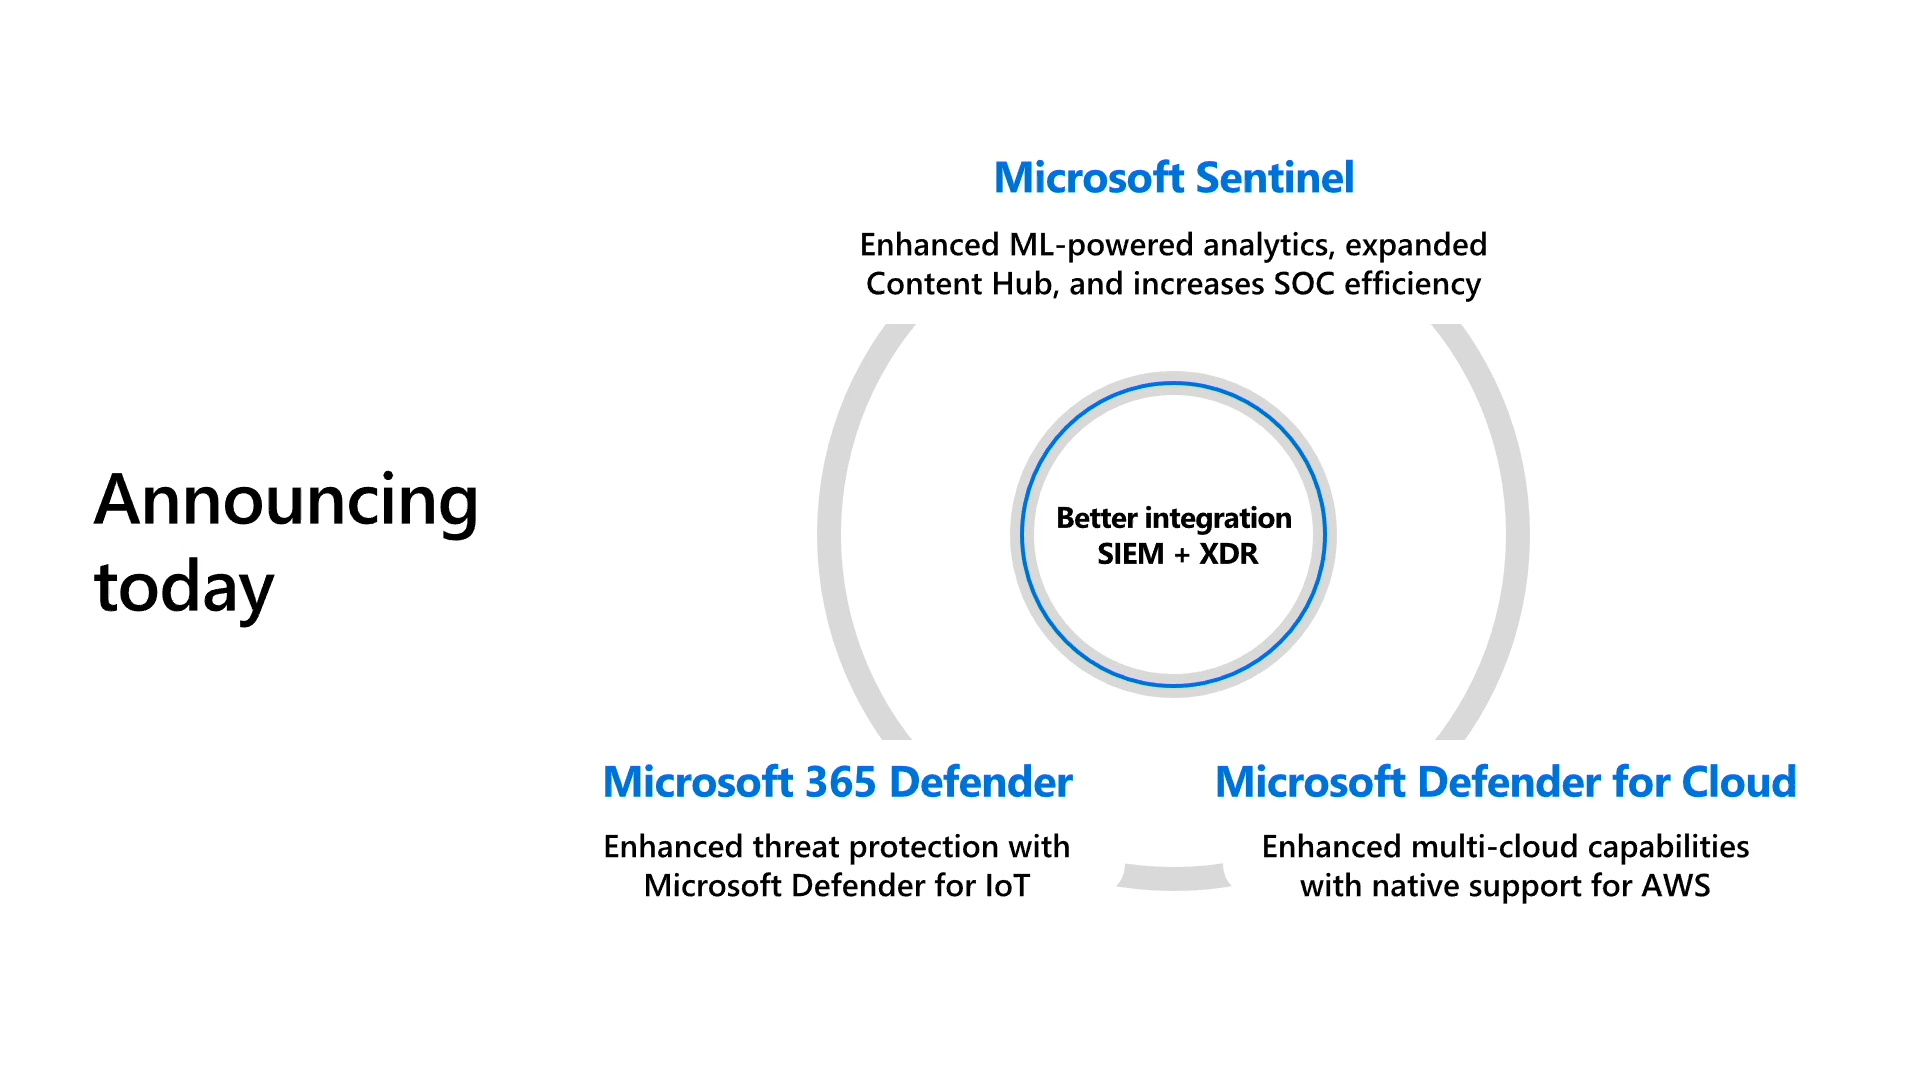 Announcing
today
Microsoft Sentinel
Enhanced ML-powered analytics, expanded
Content Hub, and increases SOC efficiency
Better integration
SIEM + XDR
Microsoft 365 Defender
Enhanced threat protection with
Microsoft Defender for IoT
Microsoft Defender for Cloud
Enhanced multi-cloud capabilities
with native support for AWS